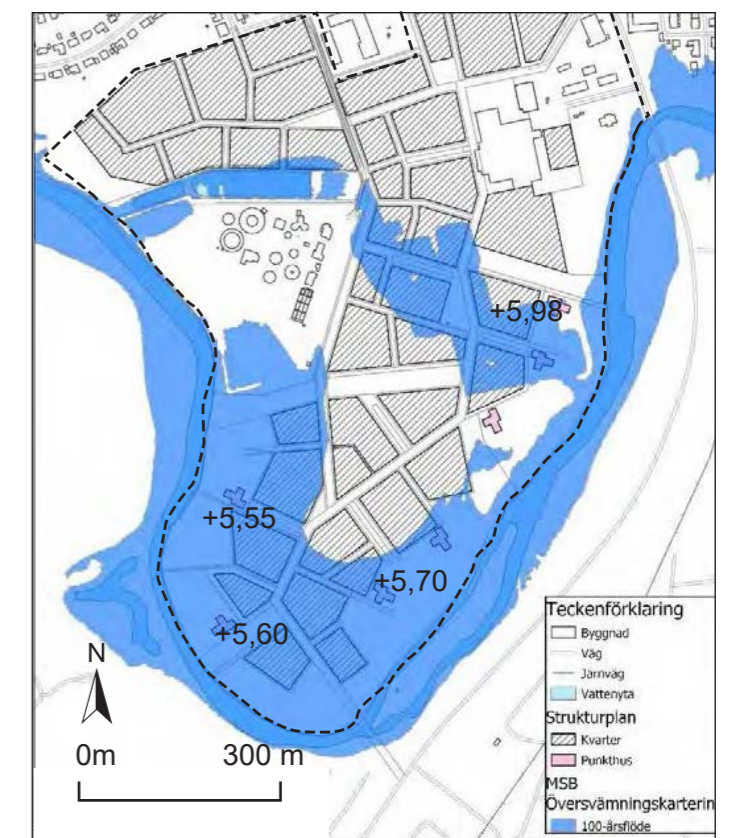 +5,98
+5,55
+5,70
+5,60
N
0m 300 m
Teckenförklaring
Byggnad
Väg
Järnväg
Vattenyta
Strukturplan
Kvarter
Punkthus
MSB
Översvämningskarterin
100-årsflöde